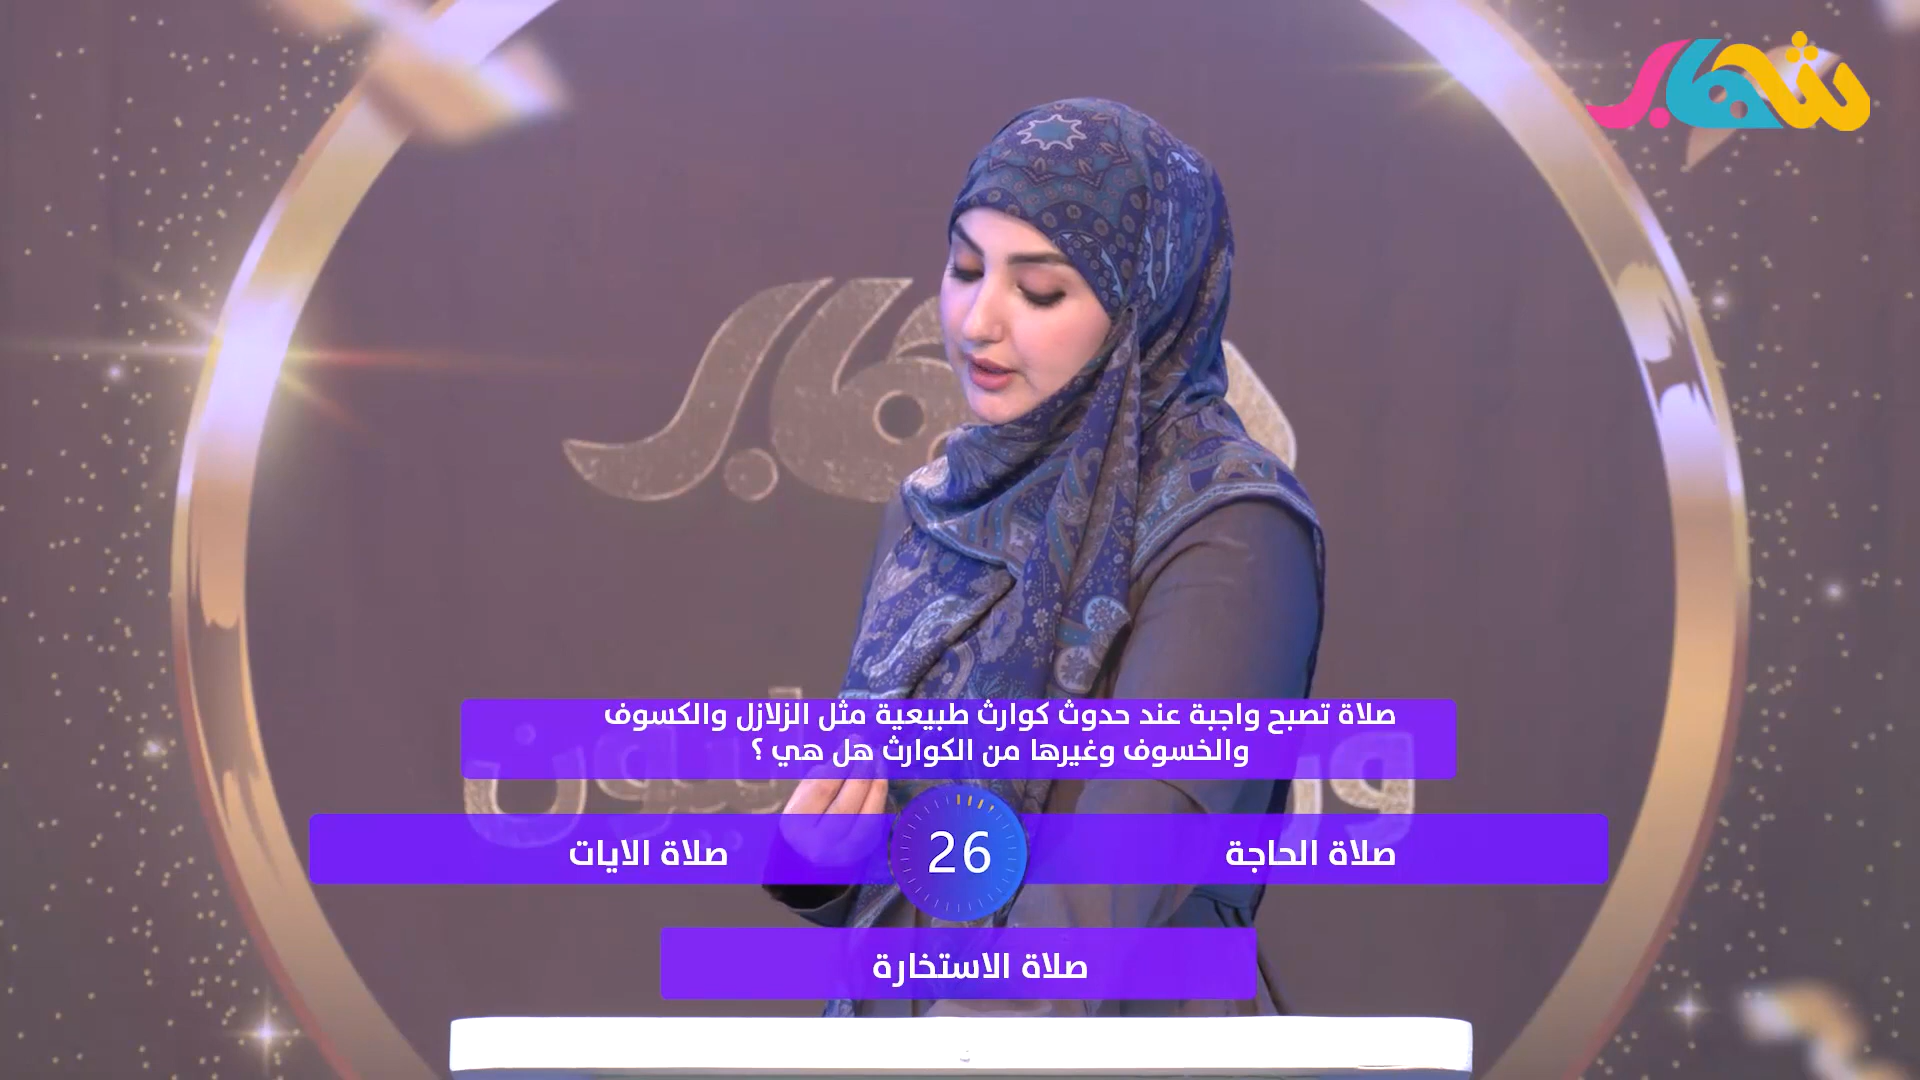 صلاة تصبح واجبة عند حدوث كوارث طبيعية مثل الزلازل والكسوف
والخسوف وغيرها من الكوارث هل هي ؟
صلاة الحاجة
26
صلاة الايات
صلاة الاستخارة